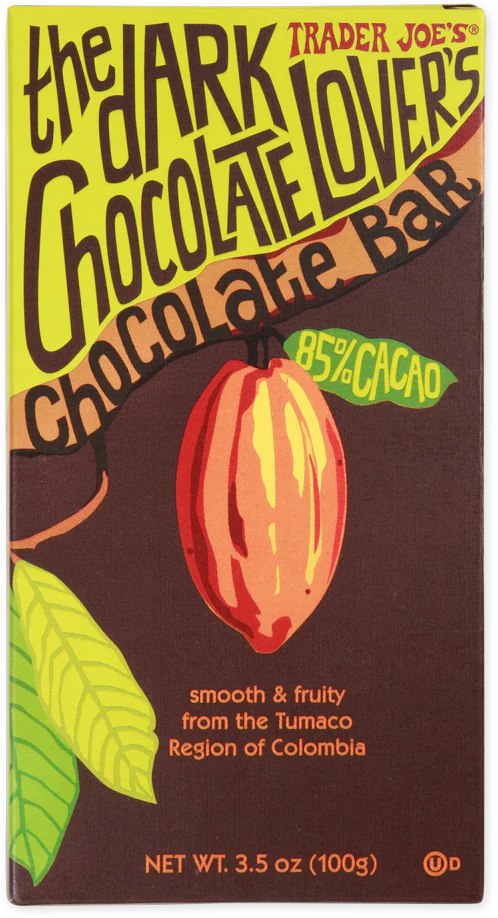 TRADER JOE'S®
the dARK
Chocolate Lover's
Chocolate Bar
85% CACAO
smooth & fruity
from the Tumaco
Region of Colombia
NET WT. 3.5 oz (100g)
U D